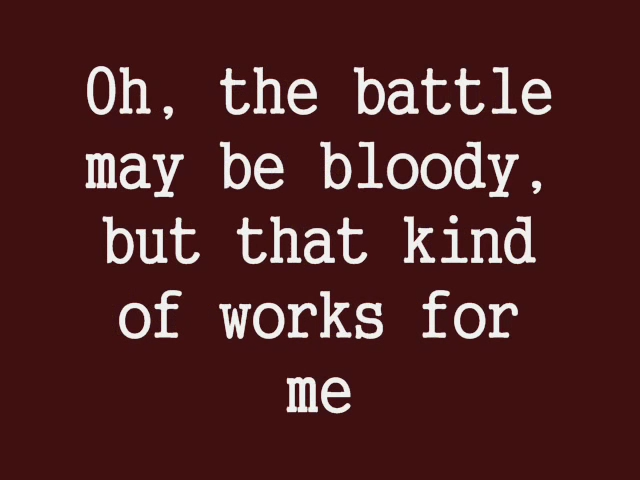 Oh, the battle
may be bloody,
but that kind
of works for
me